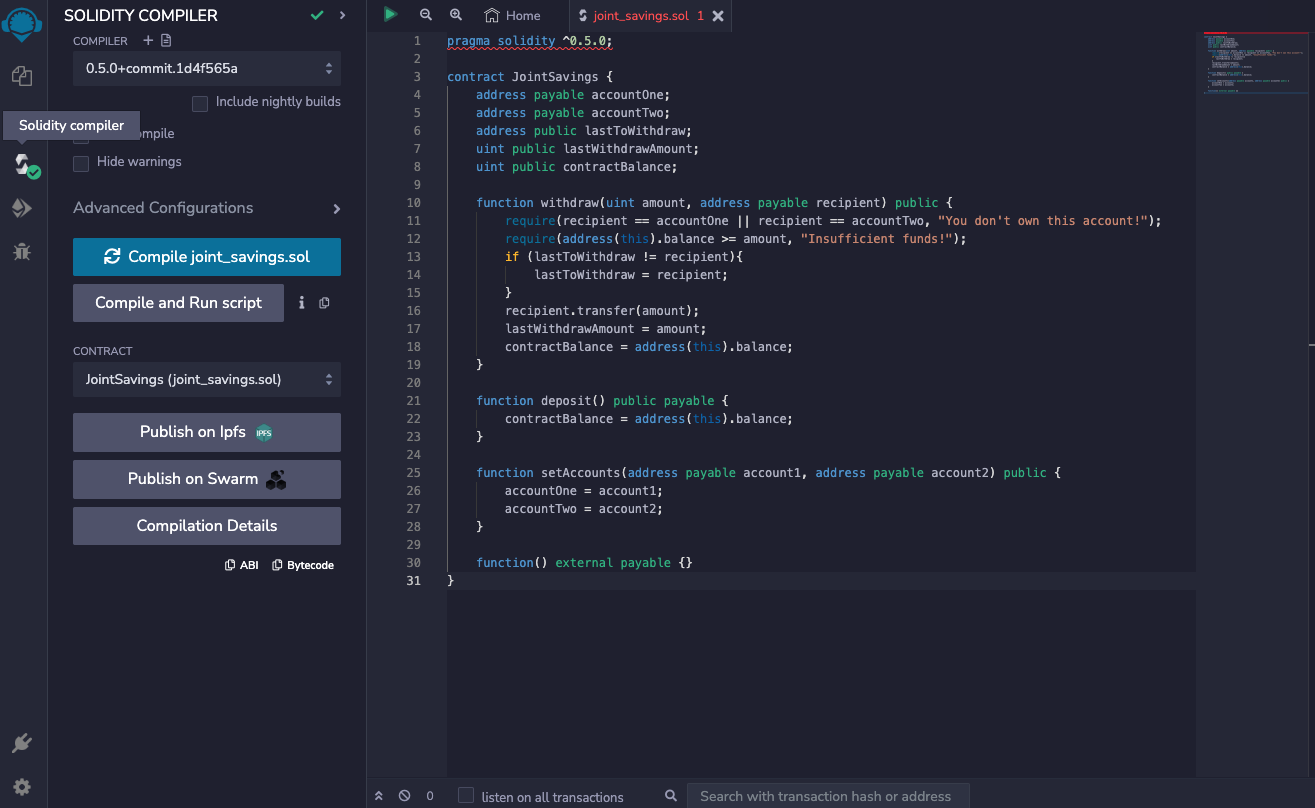 SOLIDITY COMPILER
COMPILER
0.5.0+commit.1d4f565a
Include nightly builds
Solidity compiler
Hide warnings
Advanced Configurations
Compile joint_savings.sol
Compile and Run script
CONTRACT
JointSavings (joint_savings.sol)
Publish on Ipfs
IPFS
Publish on Swarm
Compilation Details
ABI Bytecode
Home joint_savings.sol 1
1 pragma solidity ^0.5.0;
2
3 contract JointSavings {
4 address payable accountOne;
5 address payable accountTwo;
6 address public lastToWithdraw;
7 uint public lastWithdrawAmount;
8 uint public contractBalance;
9
10 function withdraw(uint amount, address payable recipient) public {
11 require(recipient == accountOne || recipient == accountTwo, "You don't own this account!");
12 require(address(this).balance >= amount, "Insufficient funds!");
13 if (lastToWithdraw != recipient){
14 lastToWithdraw = recipient;
15 }
16 recipient.transfer(amount);
17 lastWithdrawAmount = amount;
18 contractBalance = address(this).balance;
19 }
20
21 function deposit() public payable {
22 contractBalance = address(this).balance;
23 }
24
25 function setAccounts(address payable account1, address payable account2) public {
26 accountOne = account1;
27 accountTwo = account2;
28 }
29
30 function() external payable {}
31 }
0 listen on all transactions Search with transaction hash or address